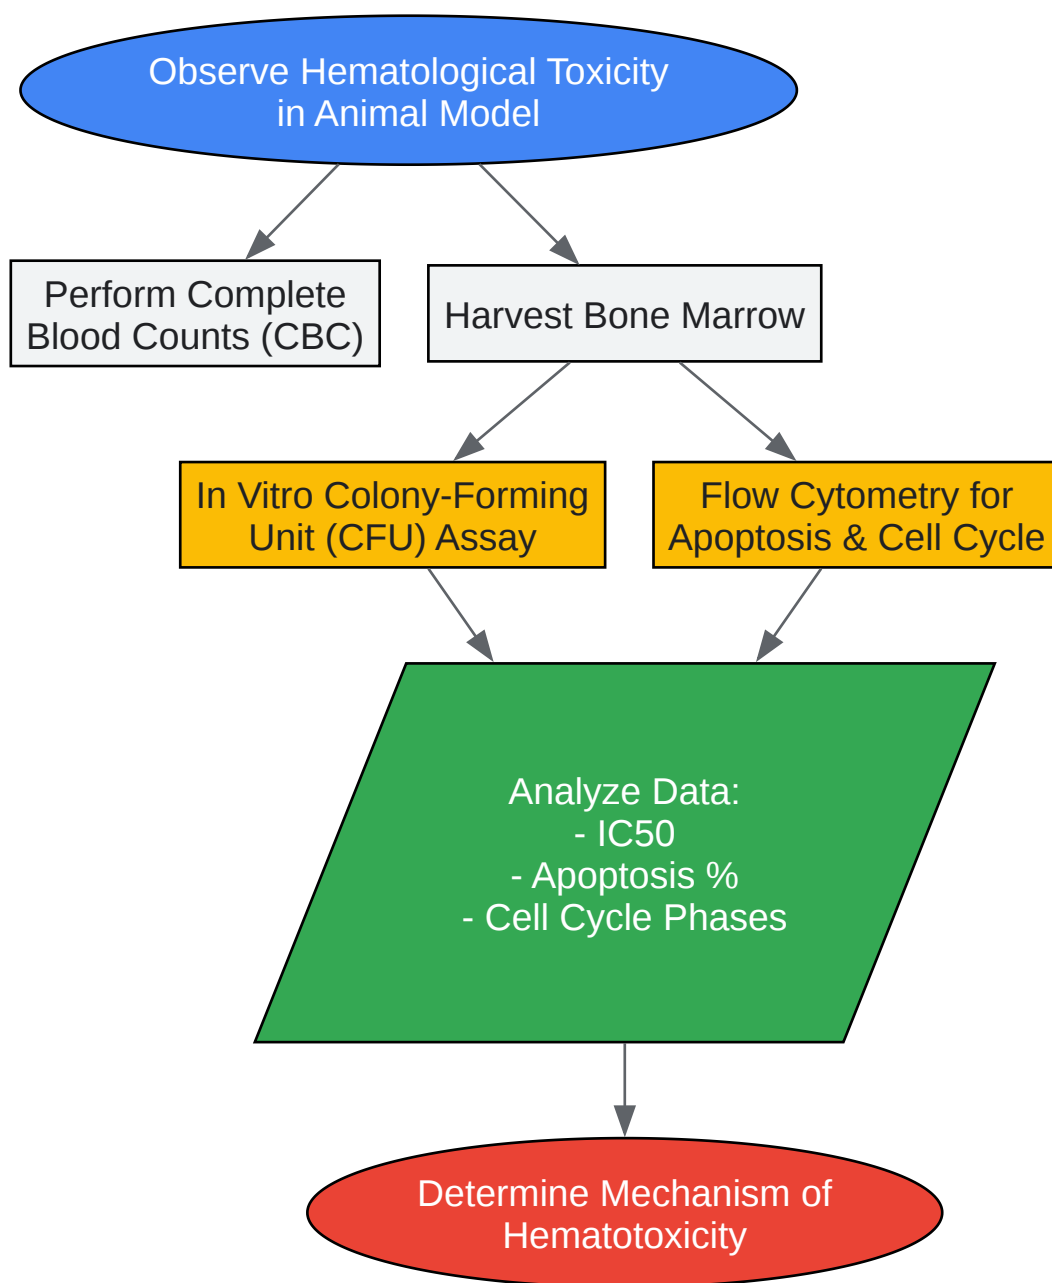 Observe Hematological Toxicity
in Animal Model
Perform Complete
Blood Counts (CBC)
Harvest Bone Marrow
In Vitro Colony-Forming
Unit (CFU) Assay
Flow Cytometry for
Apoptosis & Cell Cycle
Analyze Data:
- IC50
- Apoptosis %
- Cell Cycle Phases
Determine Mechanism of
Hematotoxicity